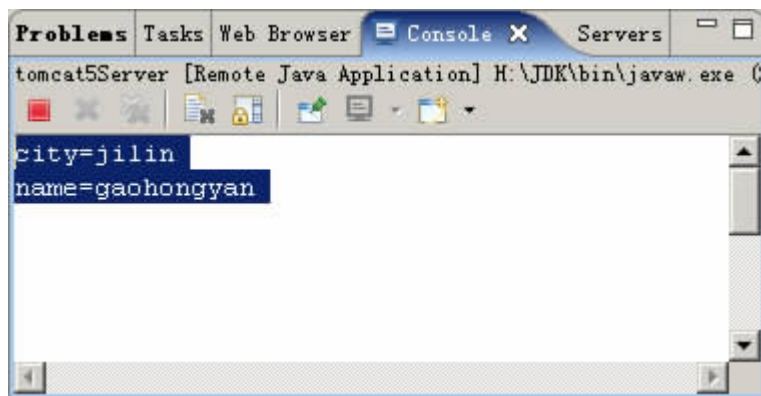 Problems Tasks Web Browser Console Servers
tomcat5Server [Remote Java Application] H:\JDK\bin\javaw.exe (
city=jilin
name=gaohongyan